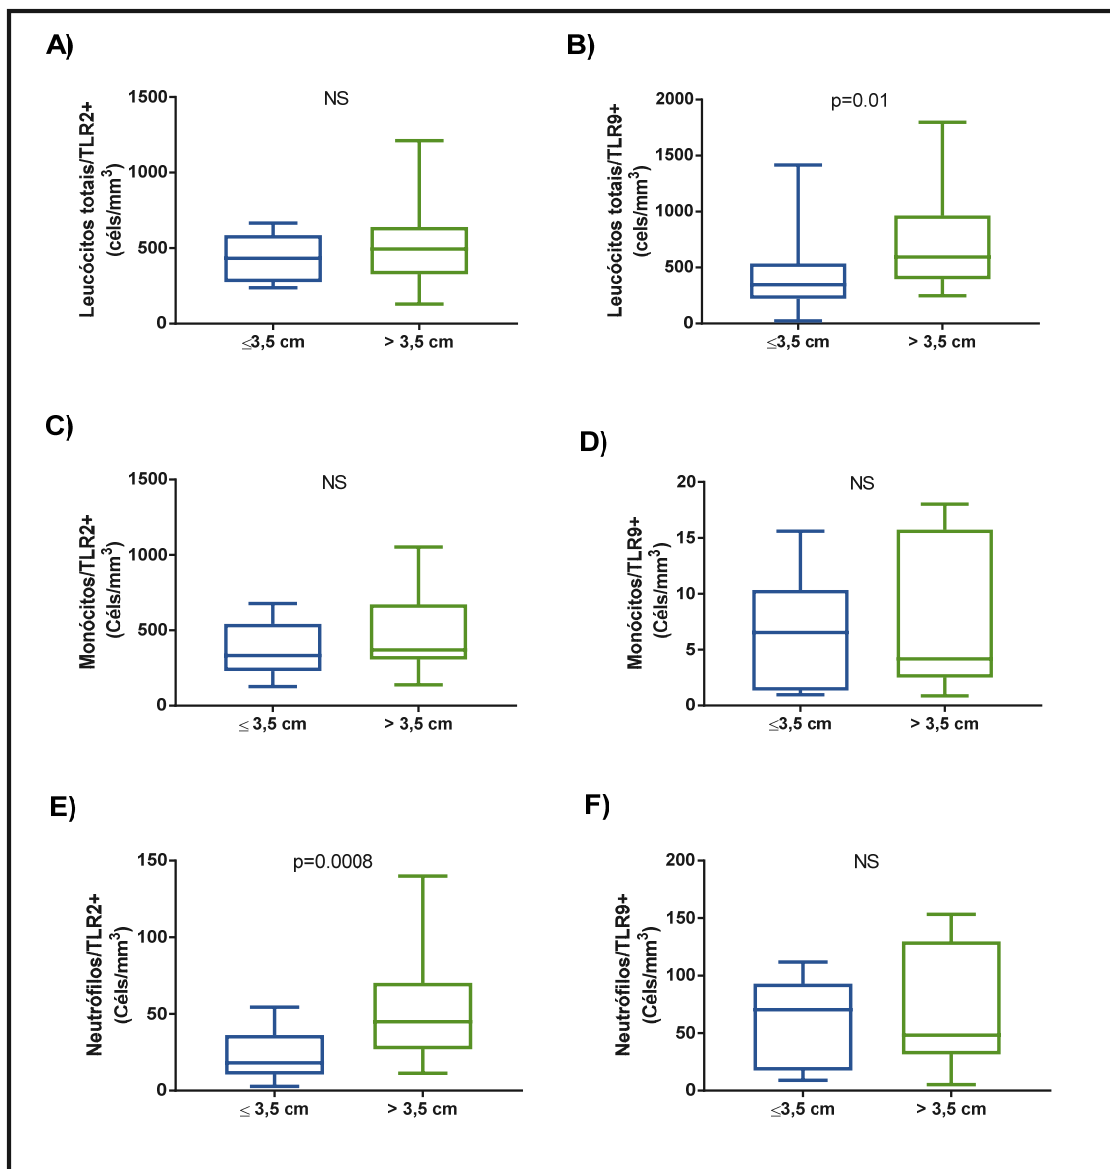 A)
NS
Leucócitos totais/TLR2+
(céls/mm³)
1500
1000
500
0
≤3,5 cm
> 3,5 cm
B)
p=0.01
Leucócitos totais/TLR9+
(cels/mm³)
2000
1500
1000
500
0
≤3,5 cm
> 3,5 cm
C)
NS
Monócitos/TLR2+
(Céls/mm³)
1500
1000
500
0
≤ 3,5 cm
> 3,5 cm
D)
NS
Monócitos/TLR9+
(Céls/mm³)
20
15
10
5
0
≤3,5 cm
> 3,5 cm
E)
p=0.0008
Neutrófilos/TLR2+
(Céls/mm³)
150
100
50
0
≤ 3,5 cm
> 3,5 cm
F)
NS
Neutrófilos/TLR9+
(Céls/mm³)
200
150
100
50
0
≤3,5 cm
> 3,5 cm